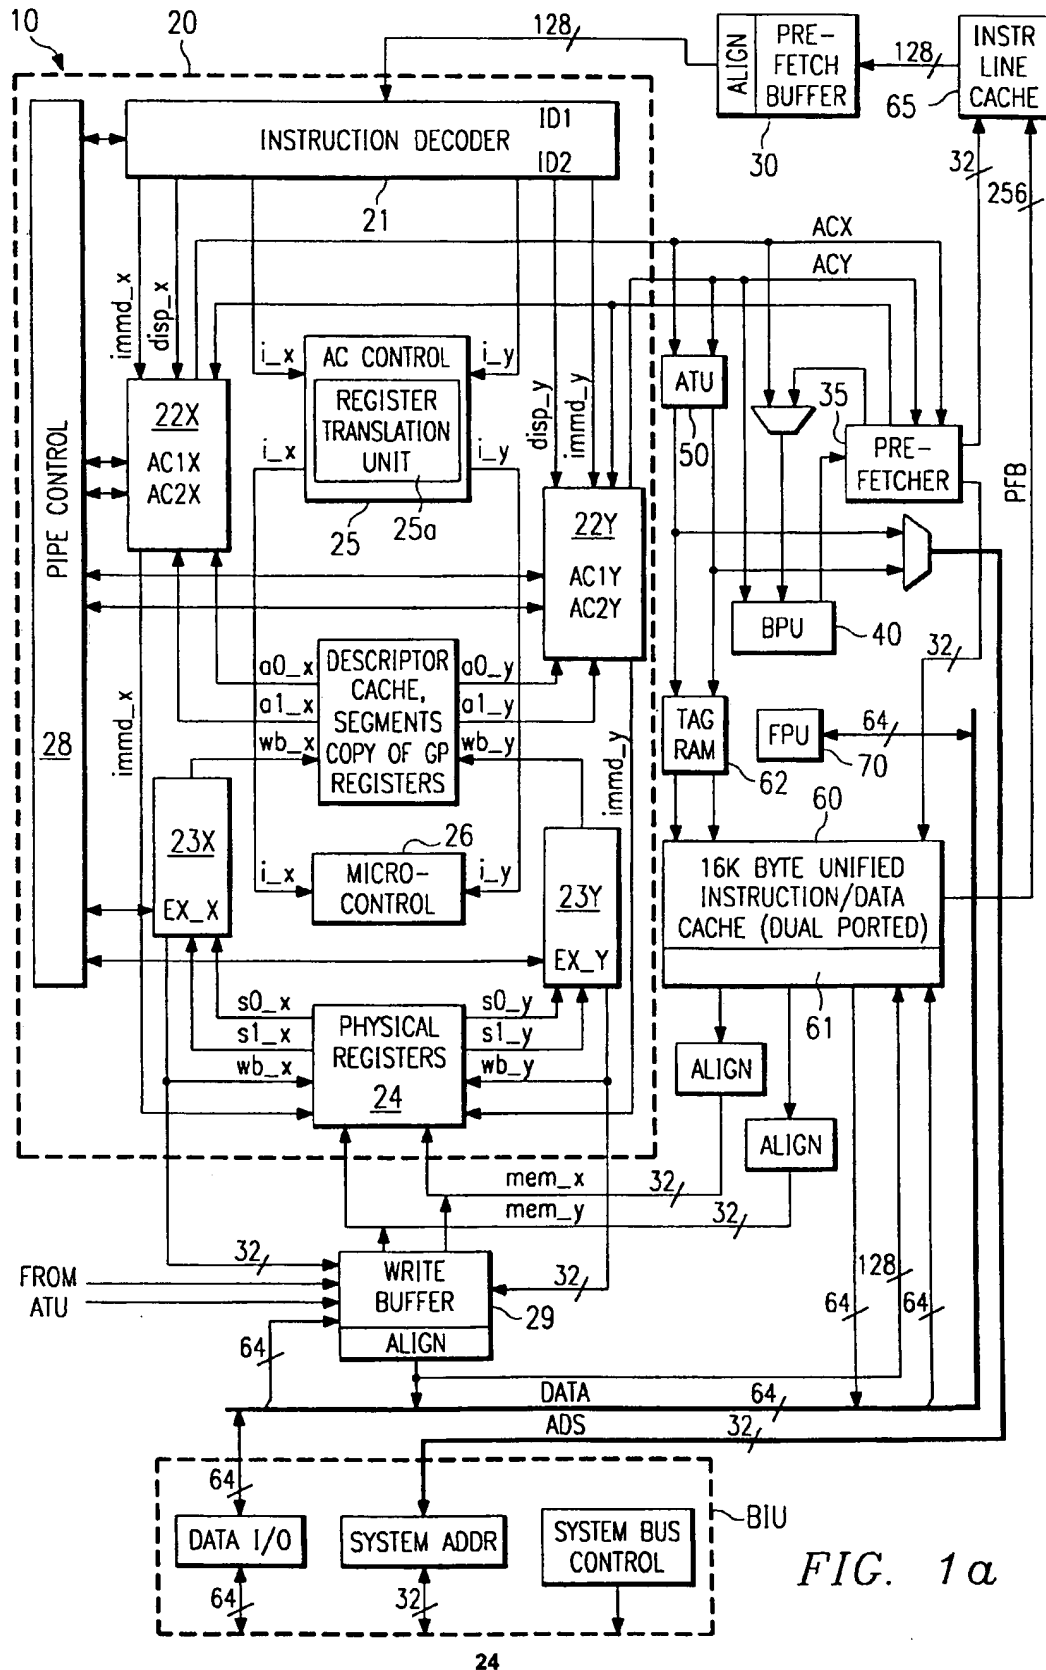 10
20
128
ALIGN
PRE-
FETCH
BUFFER
30
128
INSTR
LINE
CACHE
65
32
256
PFB
ID1
INSTRUCTION DECODER
ID2
21
ACX
ACY
immd_x
disp_x
i_x
AC CONTROL
i_y
REGISTER
TRANSLATION
UNIT
i_x
i_y
25
25a
disp_y
immd_y
ATU
50
35
PRE-
FETCHER
PIPE CONTROL
28
22X
AC1X
AC2X
22Y
AC1Y
AC2Y
BPU
40
32
a0_x
a1_x
wb_x
DESCRIPTOR
CACHE,
SEGMENTS
COPY OF GP
REGISTERS
a0_y
a1_y
wb_y
immd_x
immd_y
TAG
RAM
62
FPU
70
64
23X
EX_X
26
i_x
MICRO-
CONTROL
i_y
23Y
EX_Y
60
16K BYTE UNIFIED
INSTRUCTION/DATA
CACHE (DUAL PORTED)
61
s0_x
s1_x
wb_x
PHYSICAL
REGISTERS
24
s0_y
s1_y
wb_y
ALIGN
ALIGN
mem_x
32
mem_y
32
32
WRITE
BUFFER
ALIGN
29
32
FROM
ATU
64
128
64
64
DATA
64
ADS
32
64
BIU
DATA I/O
SYSTEM ADDR
SYSTEM BUS
CONTROL
64
32
FIG. 1a
24